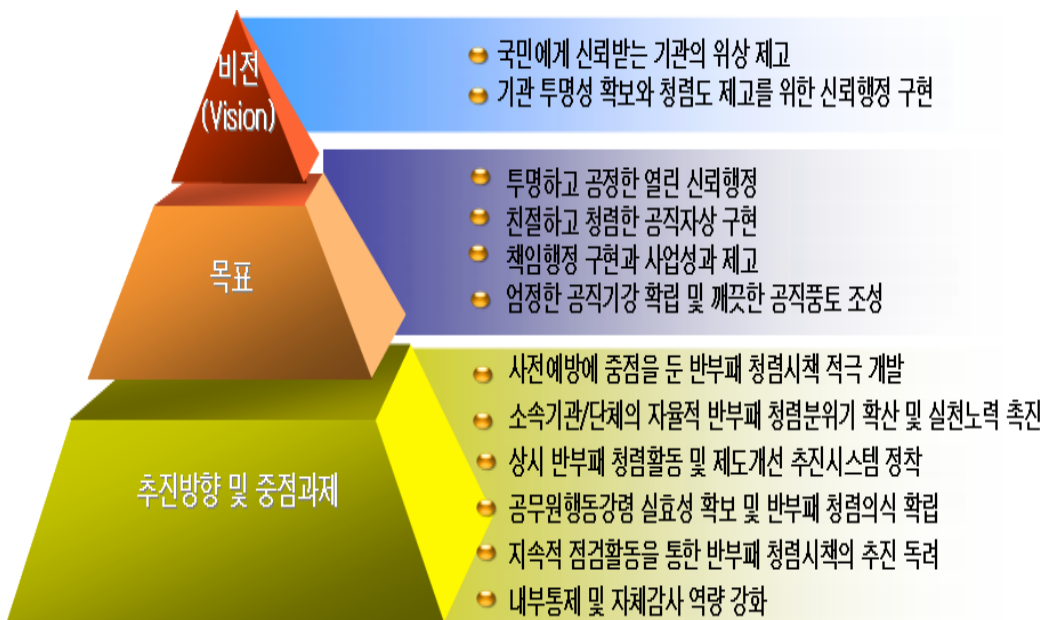 비전
(Vision)
국민에게 신뢰받는 기관의 위상 제고
기관 투명성 확보와 청렴도 제고를 위한 신뢰행정 구현
목표
투명하고 공정한 열린 신뢰행정
친절하고 청렴한 공직자상 구현
책임행정 구현과 사업성과 제고
엄정한 공직기강 확립 및 깨끗한 공직풍토 조성
추진방향 및 중점과제
사전예방에 중점을 둔 반부패 청렴시책 적극 개발
소속기관/단체의 자율적 반부패 청렴분위기 확산 및 실천노력 촉진
상시 반부패 청렴활동 및 제도개선 추진시스템 정착
공무원행동강령 실효성 확보 및 반부패 청렴의식 확립
지속적 점검활동을 통한 반부패 청렴시책의 추진 독려
내부통제 및 자체감사 역량 강화